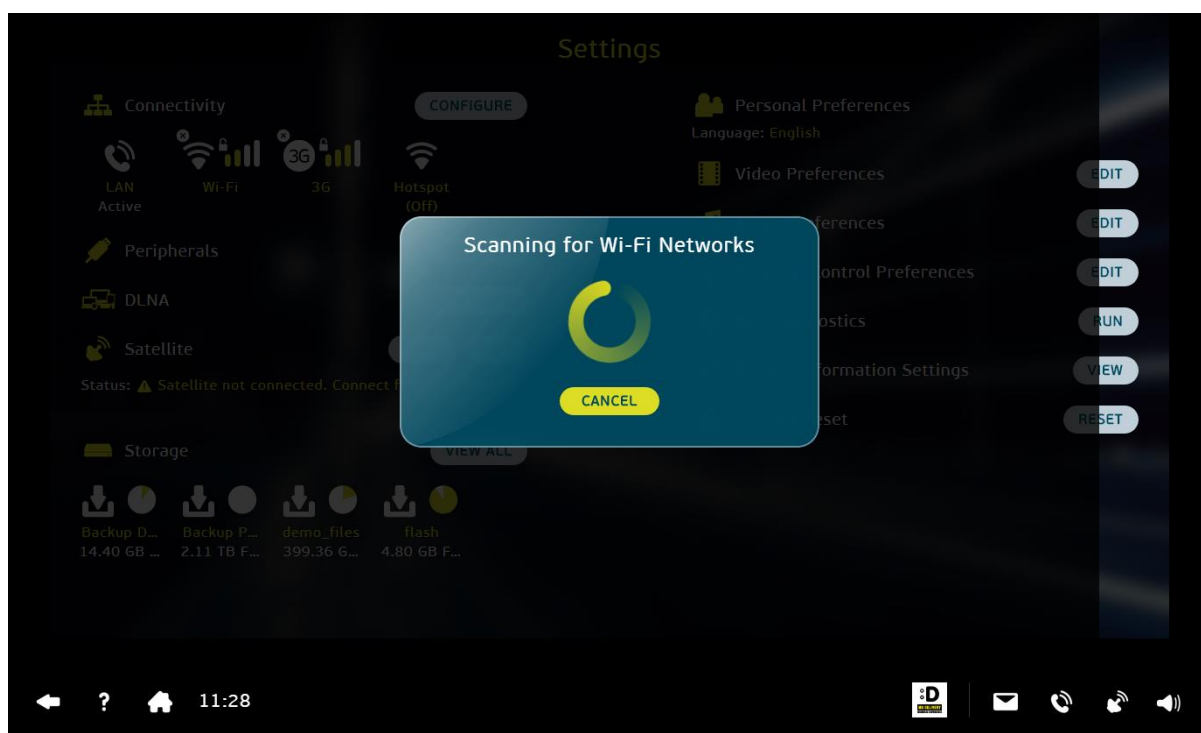 Settings
Connectivity
CONFIGURE
3G
LAN
Active
Wi-Fi
3G
Hotspot
(Off)
Peripherals
DLNA
Satellite
Status: Satellite not connected. Connect f
Storage
VIEW ALL
Backup D...
14.40 GB ...
Backup P...
2.11 TB F...
demo_files
399.36 G...
flash
4.80 GB F...
Personal Preferences
Language: English
Video Preferences
EDIT
ferences
EDIT
ontrol Preferences
EDIT
ostics
RUN
formation Settings
VIEW
eset
RESET
Scanning for Wi-Fi Networks
CANCEL
?
11:28
:D